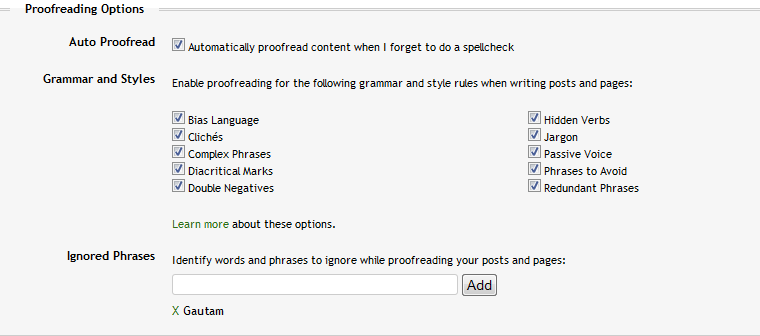 Proofreading Options
Auto Proofread
Automatically proofread content when I forget to do a spellcheck
Grammar and Styles
Enable proofreading for the following grammar and style rules when writing posts and pages:
Bias Language
Hidden Verbs
Clichés
Jargon
Complex Phrases
Passive Voice
Diacritical Marks
Phrases to Avoid
Double Negatives
Redundant Phrases
Learn more about these options.
Ignored Phrases
Identify words and phrases to ignore while proofreading your posts and pages:
Add
X Gautam